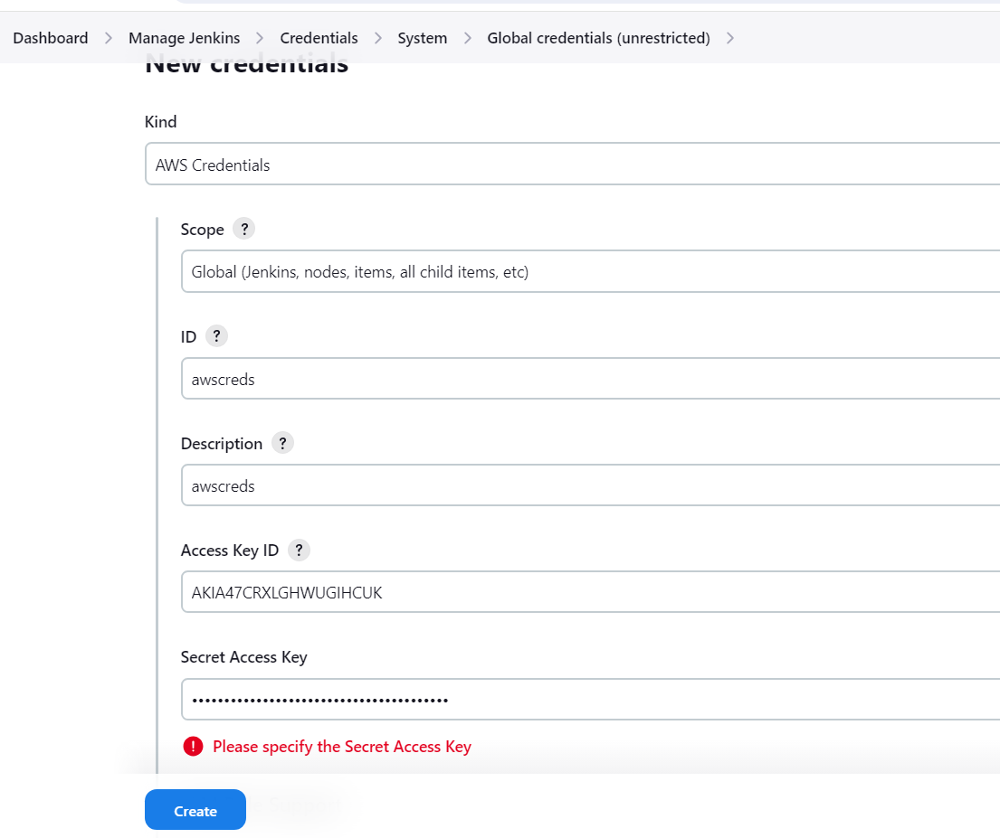 Dashboard > Manage Jenkins > Credentials > System > Global credentials (unrestricted) >
New credentials
Kind
AWS Credentials
Scope ?
Global (Jenkins, nodes, items, all child items, etc)
ID ?
awscreds
Description ?
awscreds
Access Key ID ?
AKIA47CRXLGHWUGIHCUK
Secret Access Key
••••••••••••••••••••••••••••••••••••••••
! Please specify the Secret Access Key
Create